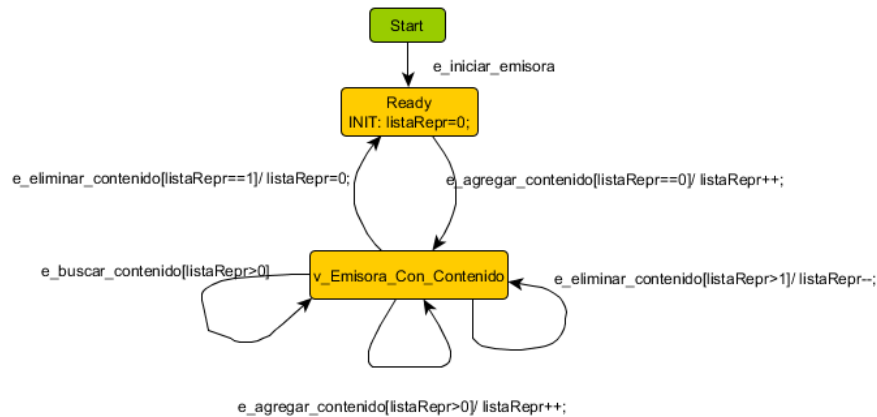 Start
e_iniciar_emisora
Ready
INIT: listaRepr=0;
e_eliminar_contenido[listaRepr==1]/ listaRepr=0;
e_agregar_contenido[listaRepr==0]/ listaRepr++;
e_buscar_contenido[listaRepr>0]
v_Emisora_Con_Contenido
e_eliminar_contenido[listaRepr>1]/ listaRepr--;
e_agregar_contenido[listaRepr>0]/ listaRepr++;